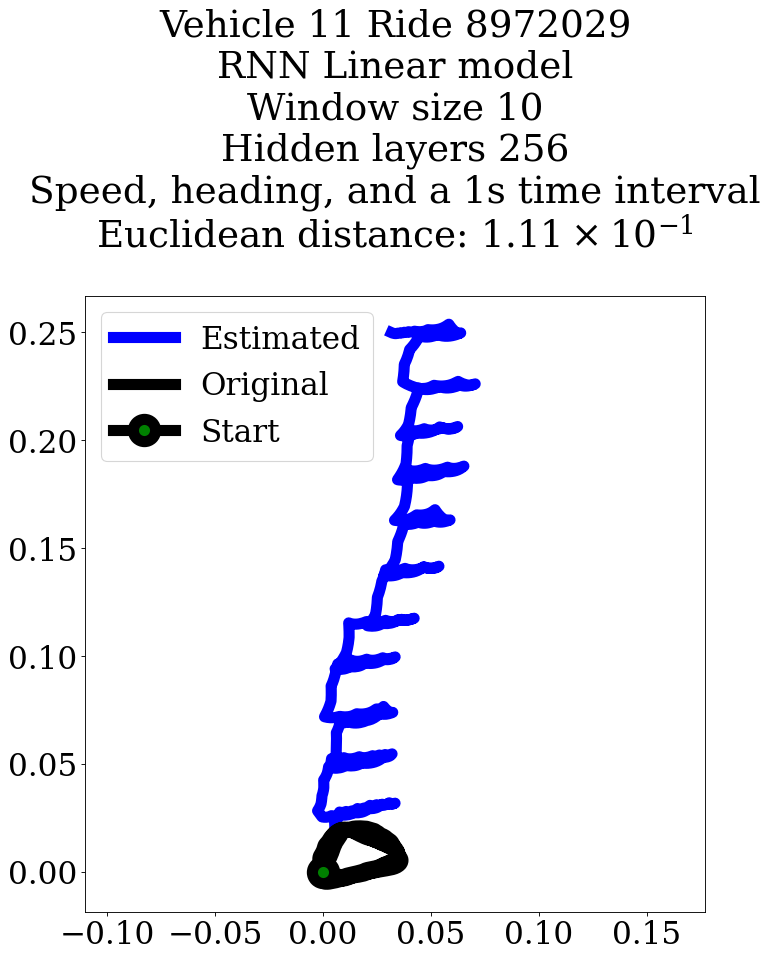 Vehicle 11 Ride 8972029
RNN Linear model
Window size 10
Hidden layers 256
Speed, heading, and a 1s time interval
Euclidean distance: 1.11 × 10⁻¹
Estimated
Original
Start
0.25
0.20
0.15
0.10
0.05
0.00
−0.10 −0.05 0.00 0.05 0.10 0.15